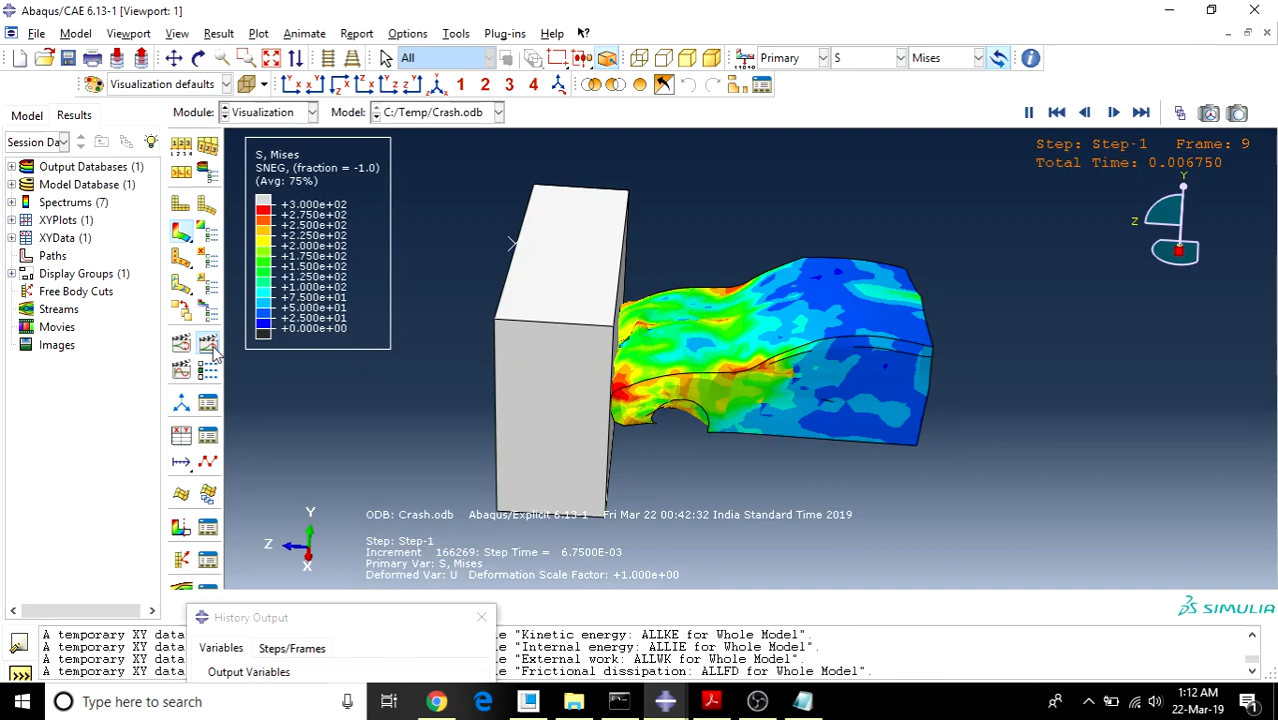 Abaqus/CAE 6.13-1 [Viewport: 1]
File Model Viewport View Result Plot Animate Report Options Tools Plug-ins Help
All
Primary S Mises
Visualization defaults
1 2 3 4
Model Results
Module: Visualization Model: C:/Temp/Crash.odb
Session Da
Output Databases (1)
Model Database (1)
Spectrums (7)
XYPlots (1)
XYData (1)
Paths
Display Groups (1)
Free Body Cuts
Streams
Movies
Images
S, Mises
SNEG, (fraction = -1.0)
(Avg: 75%)
+3.000e+02
+2.750e+02
+2.500e+02
+2.250e+02
+2.000e+02
+1.750e+02
+1.500e+02
+1.250e+02
+1.000e+02
+7.500e+01
+5.000e+01
+2.500e+01
+0.000e+00
Step: Step-1 Frame: 9
Total Time: 0.006750
Y
Z
Y
Z
X
ODB: Crash.odb Abaqus/Explicit 6.13-1 Fri Mar 22 00:42:32 India Standard Time 2019
Step: Step-1
Increment 166269: Step Time = 6.7500E-03
Primary Var: S, Mises
Deformed Var: U Deformation Scale Factor: +1.000e+00
SIMULIA
History Output
Variables Steps/Frames
Output Variables
A temporary XY data
A temporary XY data
A temporary XY data
A temporary XY data
"Kinetic energy: ALLKE for Whole Model".
"Internal energy: ALLIE for Whole Model".
"External work: ALLWK for Whole Model".
"Frictional dissipation: ALLFD for Whole Model".
Type here to search
1:12 AM
22-Mar-19